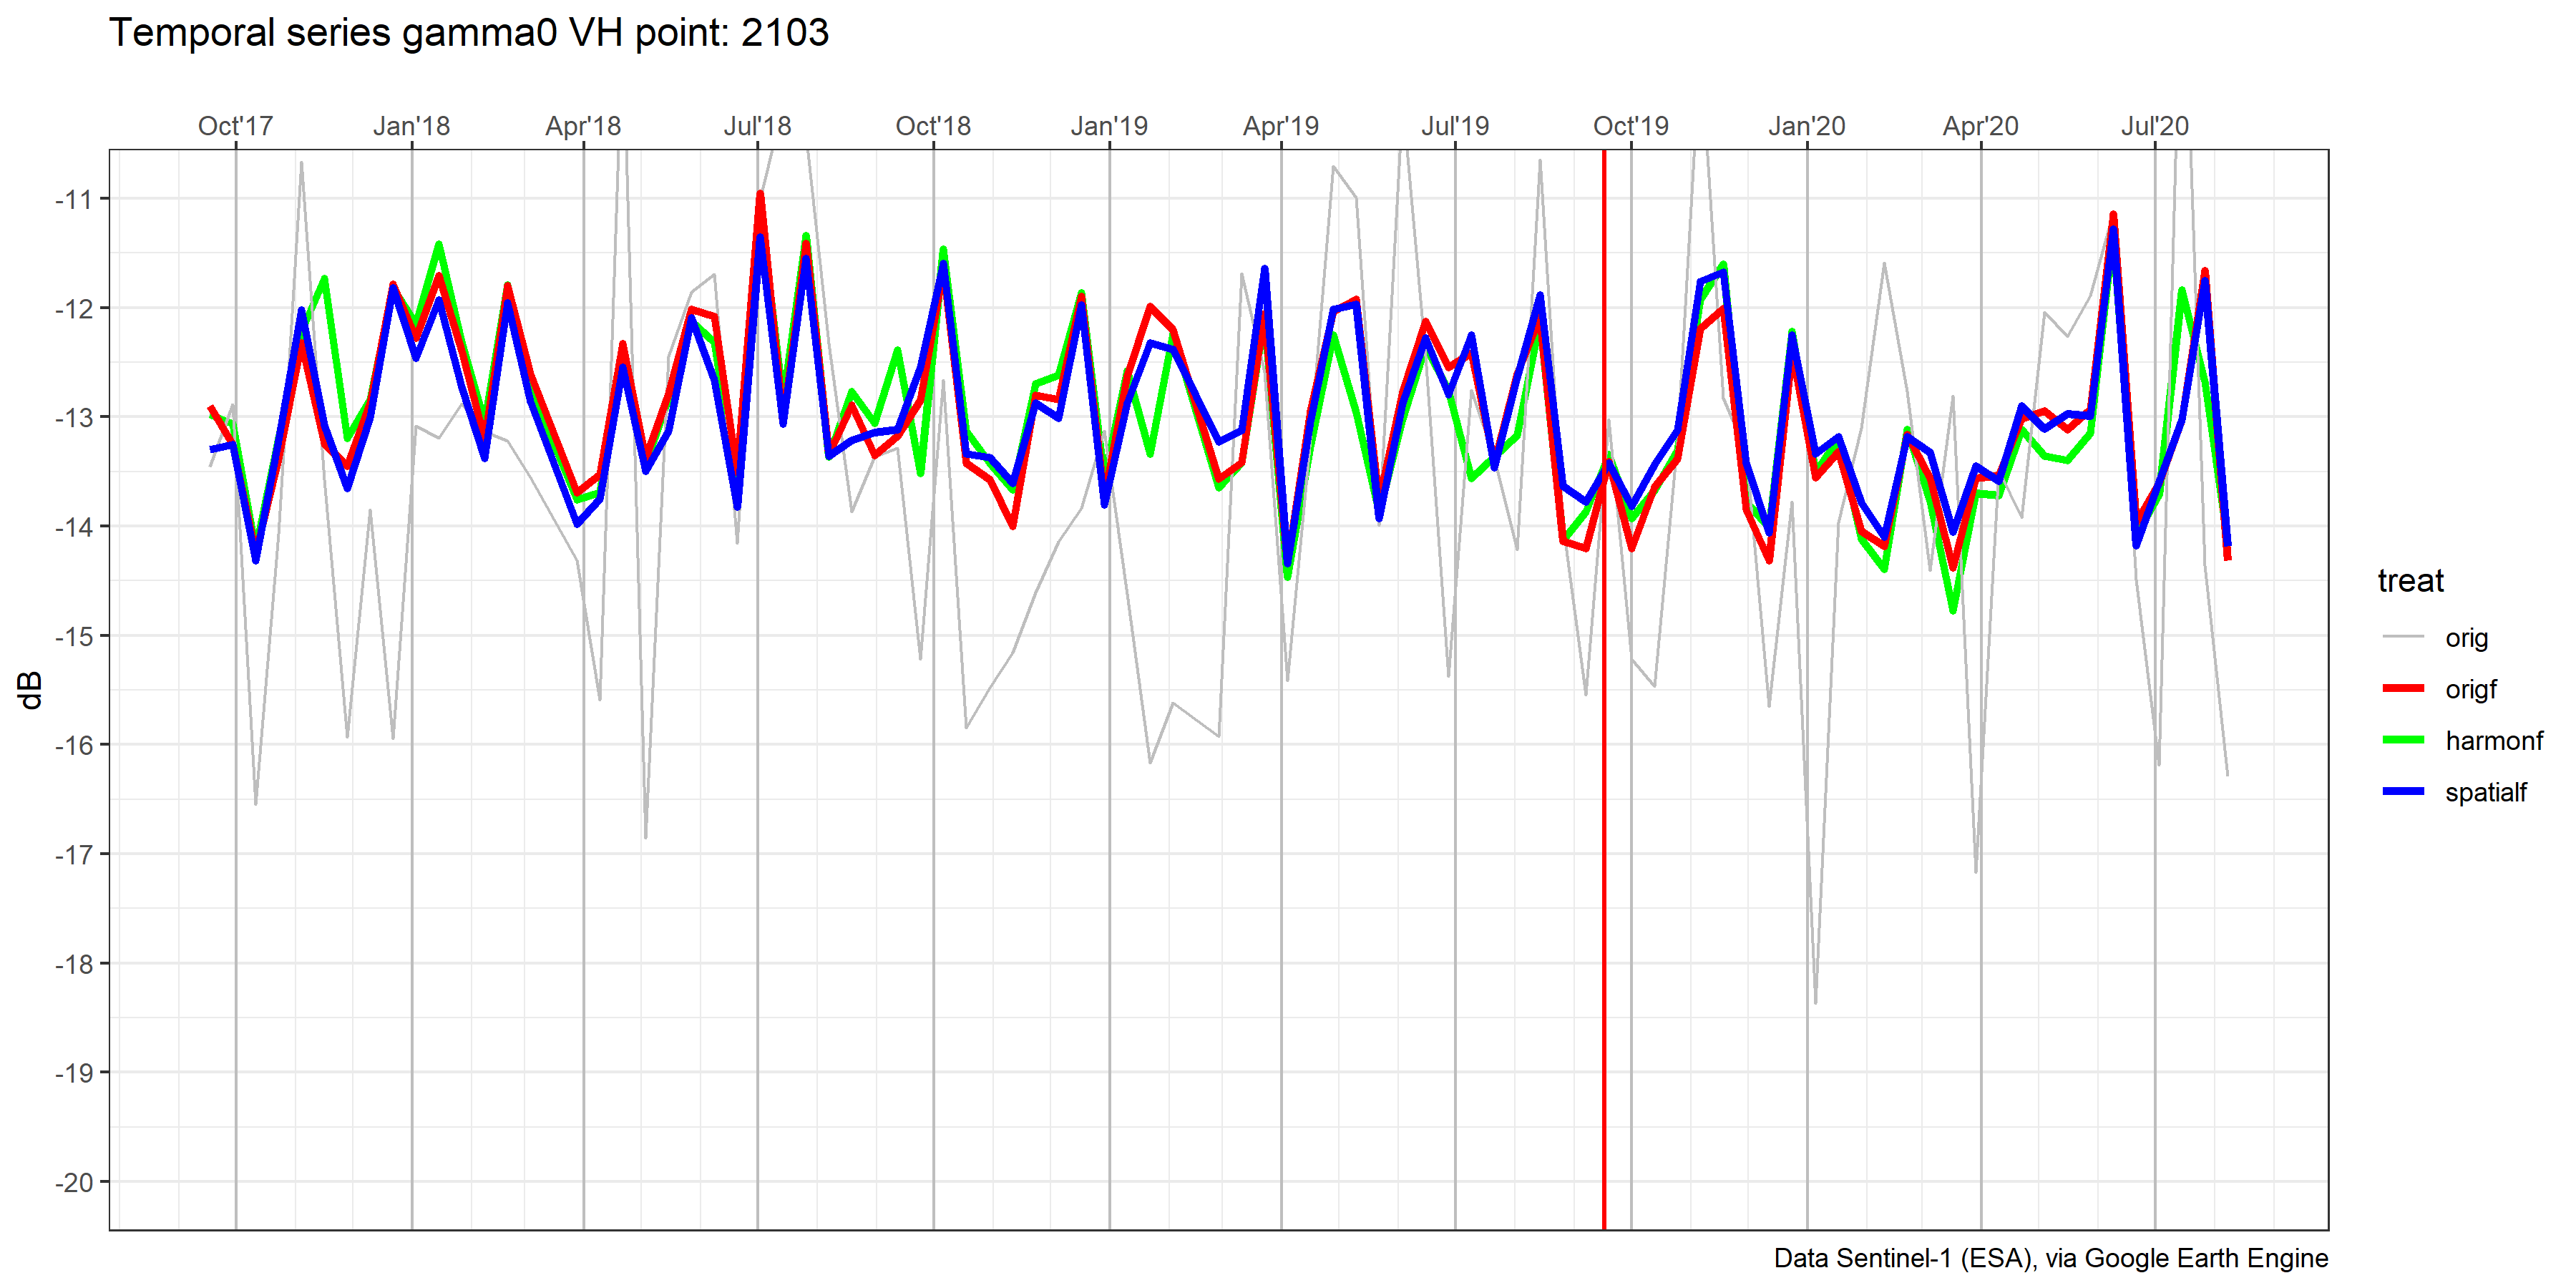 Temporal series gamma0 VH point: 2103
Oct'17 Jan'18 Apr'18 Jul'18 Oct'18 Jan'19 Apr'19 Jul'19 Oct'19 Jan'20 Apr'20 Jul'20
-11
-12
-13
-14
-15
-16
-17
-18
-19
-20
dB
treat
orig
origf
harmonf
spatialf
Data Sentinel-1 (ESA), via Google Earth Engine